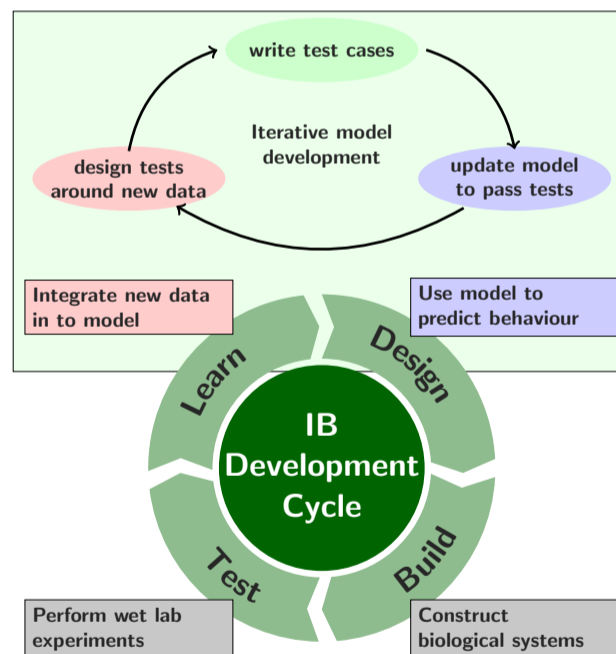 write test cases
Iterative model
development
design tests
around new data
update model
to pass tests
Integrate new data
in to model
Use model to
predict behaviour
Learn
Design
IB
Development
Cycle
Test
Build
Perform wet lab
experiments
Construct
biological systems